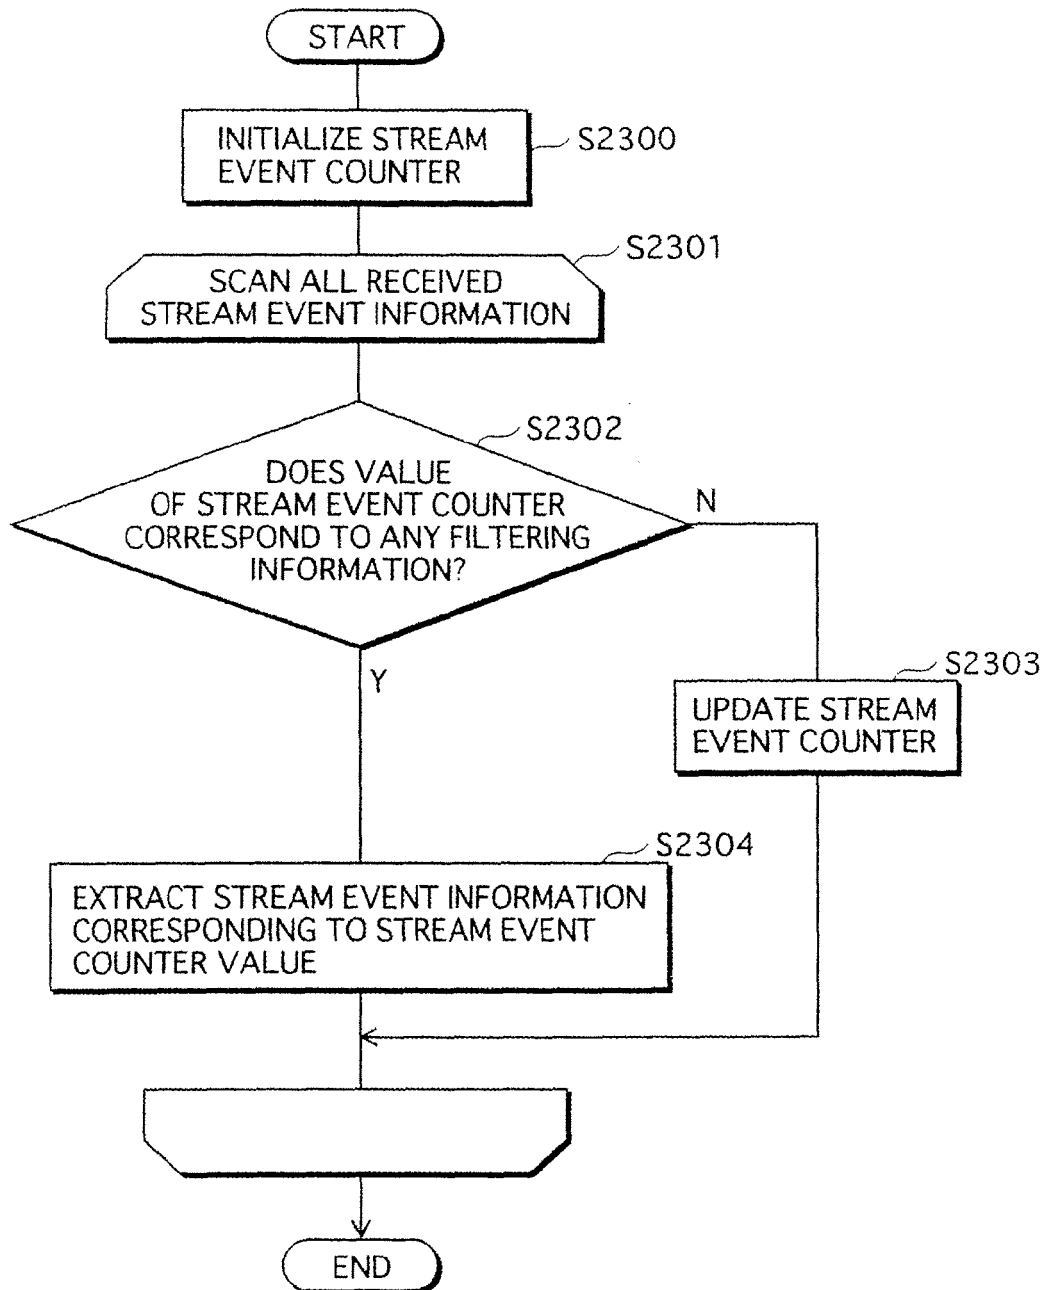 START
INITIALIZE STREAM
EVENT COUNTER
S2300
S2301
SCAN ALL RECEIVED
STREAM EVENT INFORMATION
S2302
DOES VALUE
OF STREAM EVENT COUNTER
CORRESPOND TO ANY FILTERING
INFORMATION?
N
Y
S2303
UPDATE STREAM
EVENT COUNTER
S2304
EXTRACT STREAM EVENT INFORMATION
CORRESPONDING TO STREAM EVENT
COUNTER VALUE
END